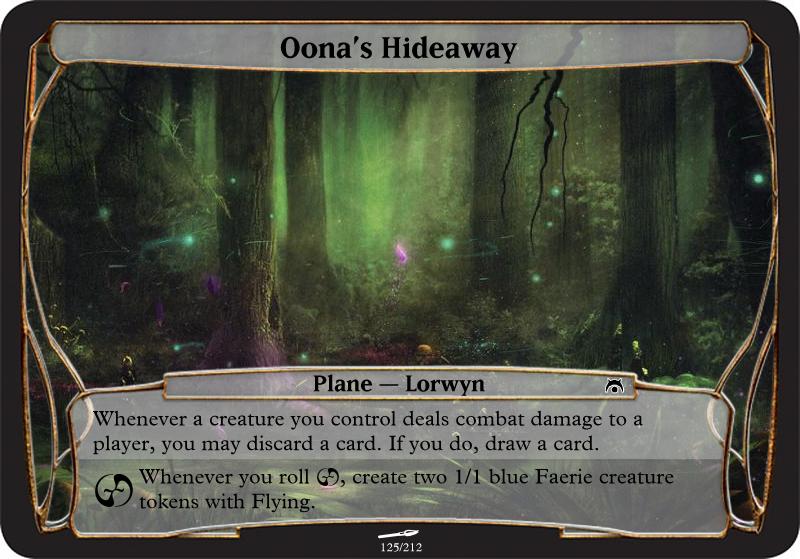 Oona's Hideaway
Plane — Lorwyn
Whenever a creature you control deals combat damage to a
player, you may discard a card. If you do, draw a card.
Whenever you roll , create two 1/1 blue Faerie creature
tokens with Flying.
125/212